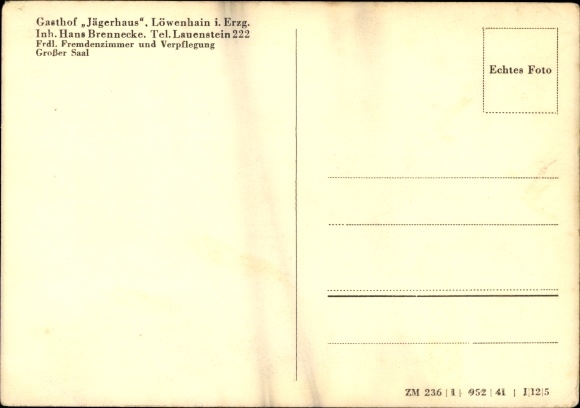 Gasthof „Jägerhaus“, Löwenhain i. Erzg.
Inh. Hans Brennecke. Tel. Lauenstein 222
Frdl. Fremdenzimmer und Verpflegung
Großer Saal
Echtes Foto
ZM 236 | 1 | 952 | 41 | J|12|5